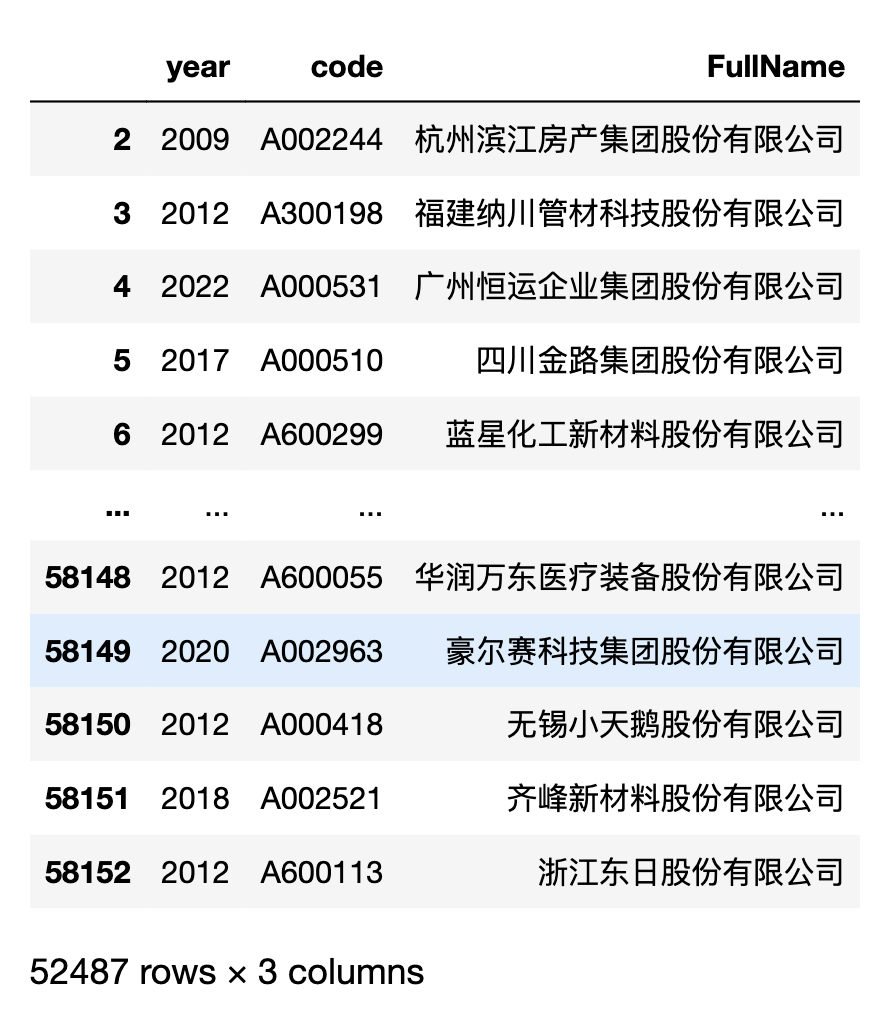 year code FullName
2 2009 A002244 杭州滨江房产集团股份有限公司
3 2012 A300198 福建纳川管材科技股份有限公司
4 2022 A000531 广州恒运企业集团股份有限公司
5 2017 A000510 四川金路集团股份有限公司
6 2012 A600299 蓝星化工新材料股份有限公司
... ... ... ...
58148 2012 A600055 华润万东医疗装备股份有限公司
58149 2020 A002963 豪尔赛科技集团股份有限公司
58150 2012 A000418 无锡小天鹅股份有限公司
58151 2018 A002521 齐峰新材料股份有限公司
58152 2012 A600113 浙江东日股份有限公司
52487 rows × 3 columns